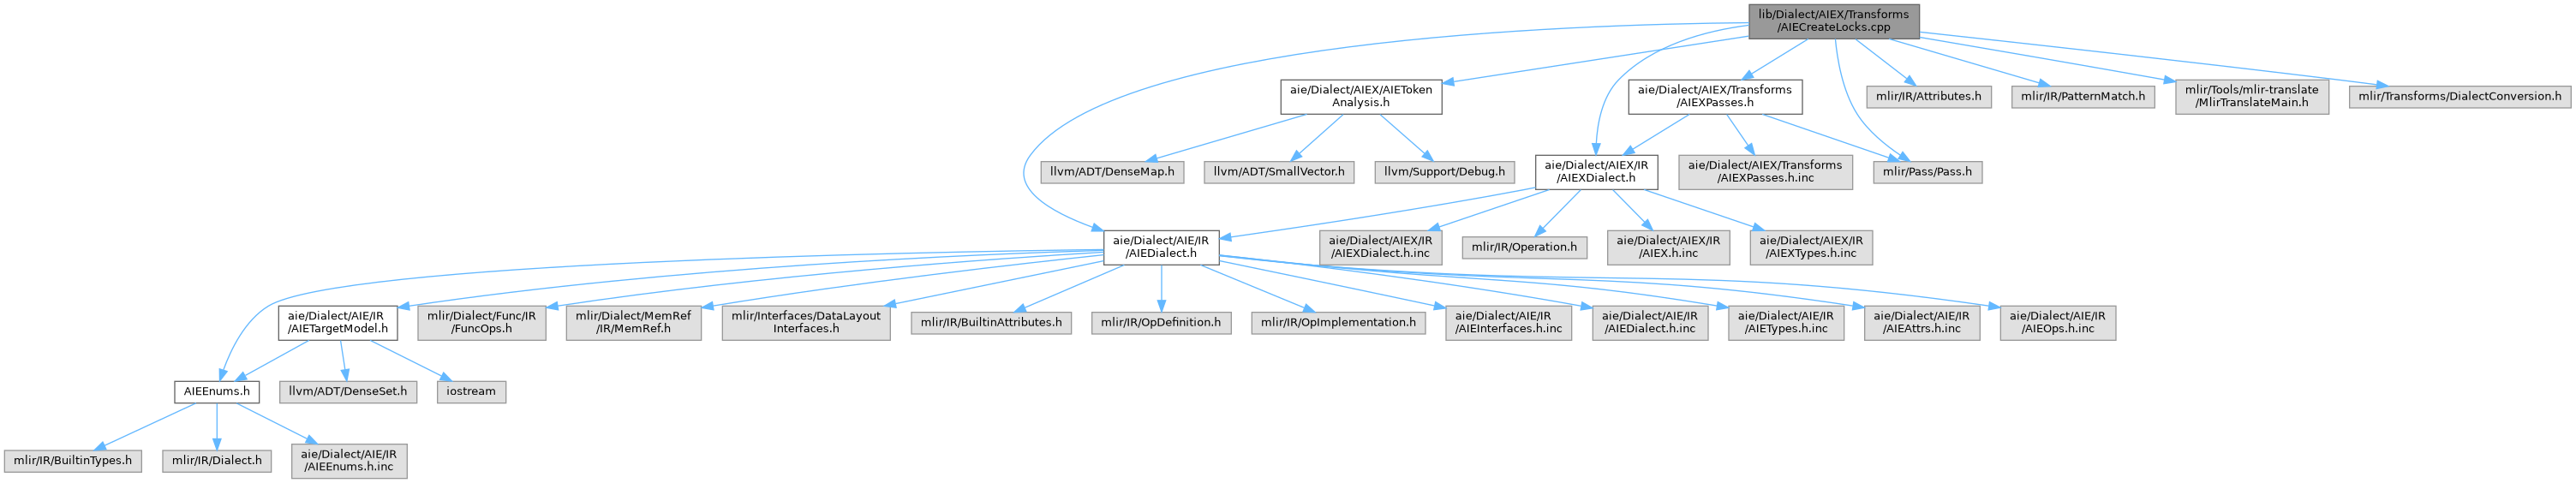 lib/Dialect/AIEX/Transforms
/AIECreateLocks.cpp
aie/Dialect/AIEX/AIEToken
Analysis.h
aie/Dialect/AIEX/Transforms
/AIEXPasses.h
mlir/IR/Attributes.h
mlir/IR/PatternMatch.h
mlir/Tools/mlir-translate
/MlirTranslateMain.h
mlir/Transforms/DialectConversion.h
llvm/ADT/DenseMap.h
llvm/ADT/SmallVector.h
llvm/Support/Debug.h
aie/Dialect/AIEX/IR
/AIEXDialect.h
aie/Dialect/AIEX/Transforms
/AIEXPasses.h.inc
mlir/Pass/Pass.h
aie/Dialect/AIE/IR
/AIEDialect.h
aie/Dialect/AIEX/IR
/AIEXDialect.h.inc
mlir/IR/Operation.h
aie/Dialect/AIEX/IR
/AIEX.h.inc
aie/Dialect/AIEX/IR
/AIEXTypes.h.inc
aie/Dialect/AIE/IR
/AIETargetModel.h
mlir/Dialect/Func/IR
/FuncOps.h
mlir/Dialect/MemRef
/IR/MemRef.h
mlir/Interfaces/DataLayout
Interfaces.h
mlir/IR/BuiltinAttributes.h
mlir/IR/OpDefinition.h
mlir/IR/OpImplementation.h
aie/Dialect/AIE/IR
/AIEInterfaces.h.inc
aie/Dialect/AIE/IR
/AIEDialect.h.inc
aie/Dialect/AIE/IR
/AIETypes.h.inc
aie/Dialect/AIE/IR
/AIEAttrs.h.inc
aie/Dialect/AIE/IR
/AIEOps.h.inc
AIEEnums.h
llvm/ADT/DenseSet.h
iostream
mlir/IR/BuiltinTypes.h
mlir/IR/Dialect.h
aie/Dialect/AIE/IR
/AIEEnums.h.inc